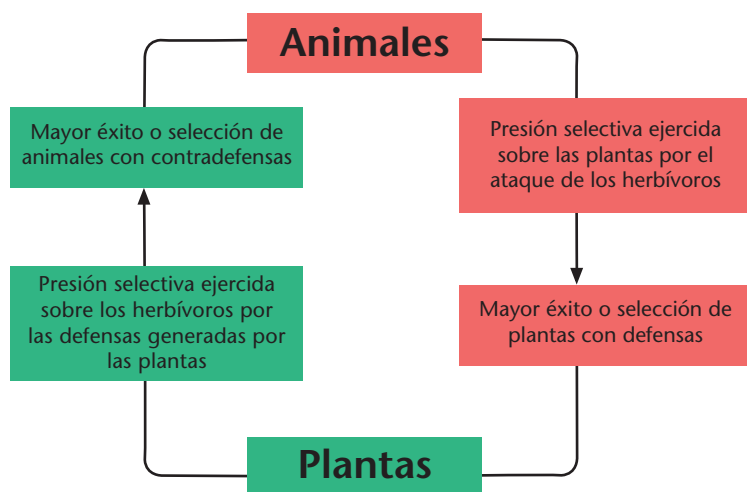 Animales
Mayor éxito o selección de
animales con contradefensas
Presión selectiva ejercida
sobre las plantas por el
ataque de los herbívoros
Presión selectiva ejercida
sobre los herbívoros por
las defensas generadas por
las plantas
Mayor éxito o selección de
plantas con defensas
Plantas